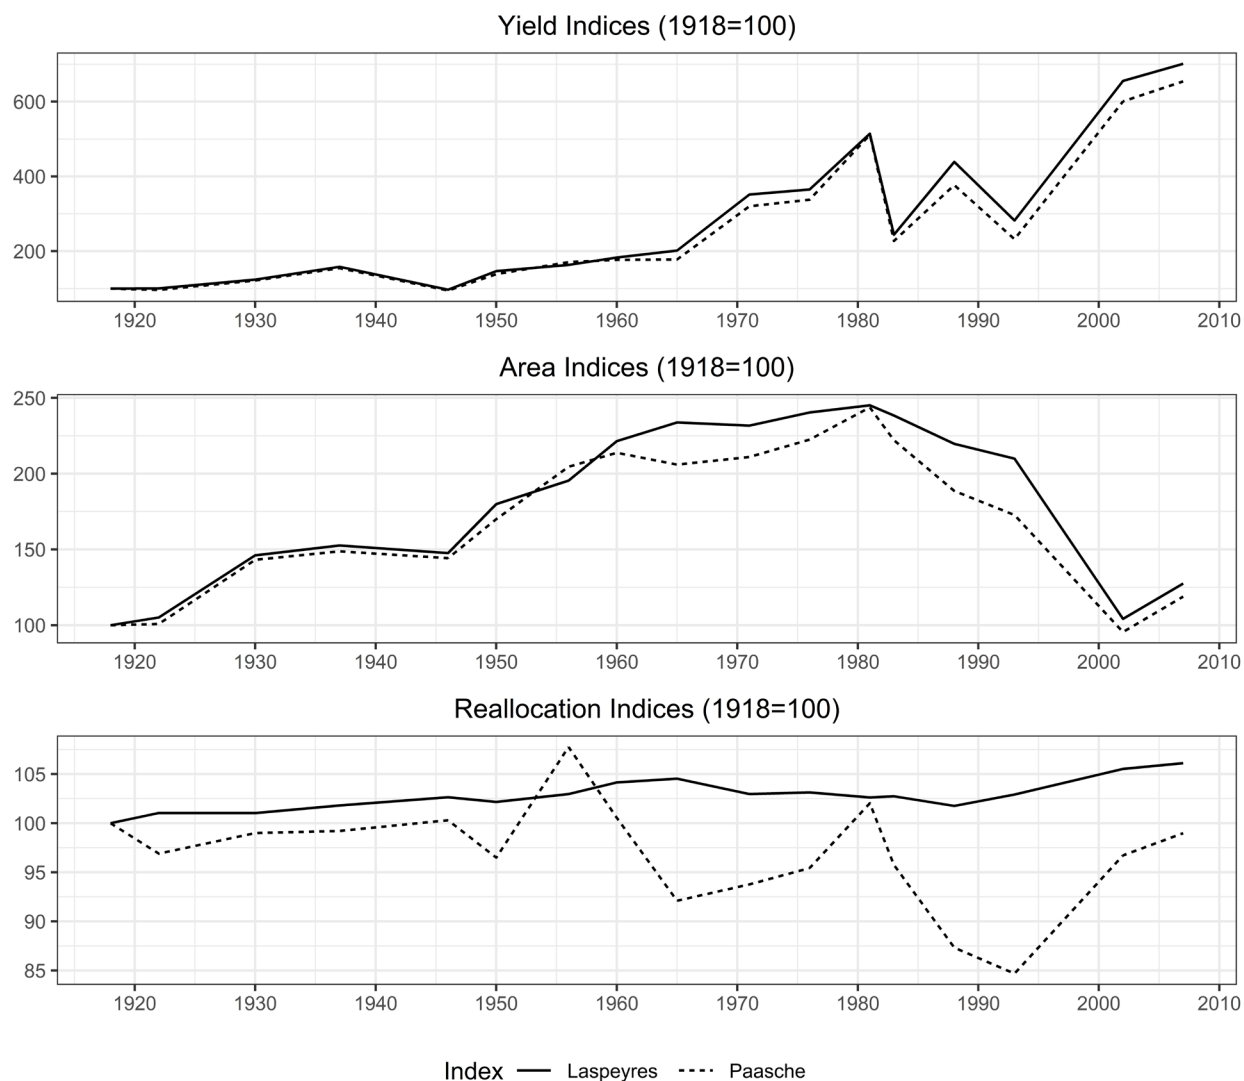 Yield Indices (1918=100)
600
400
200
1920 1930 1940 1950 1960 1970 1980 1990 2000 2010
Area Indices (1918=100)
250
200
150
100
1920 1930 1940 1950 1960 1970 1980 1990 2000 2010
Reallocation Indices (1918=100)
105
100
95
90
85
1920 1930 1940 1950 1960 1970 1980 1990 2000 2010
Index Laspeyres Paasche